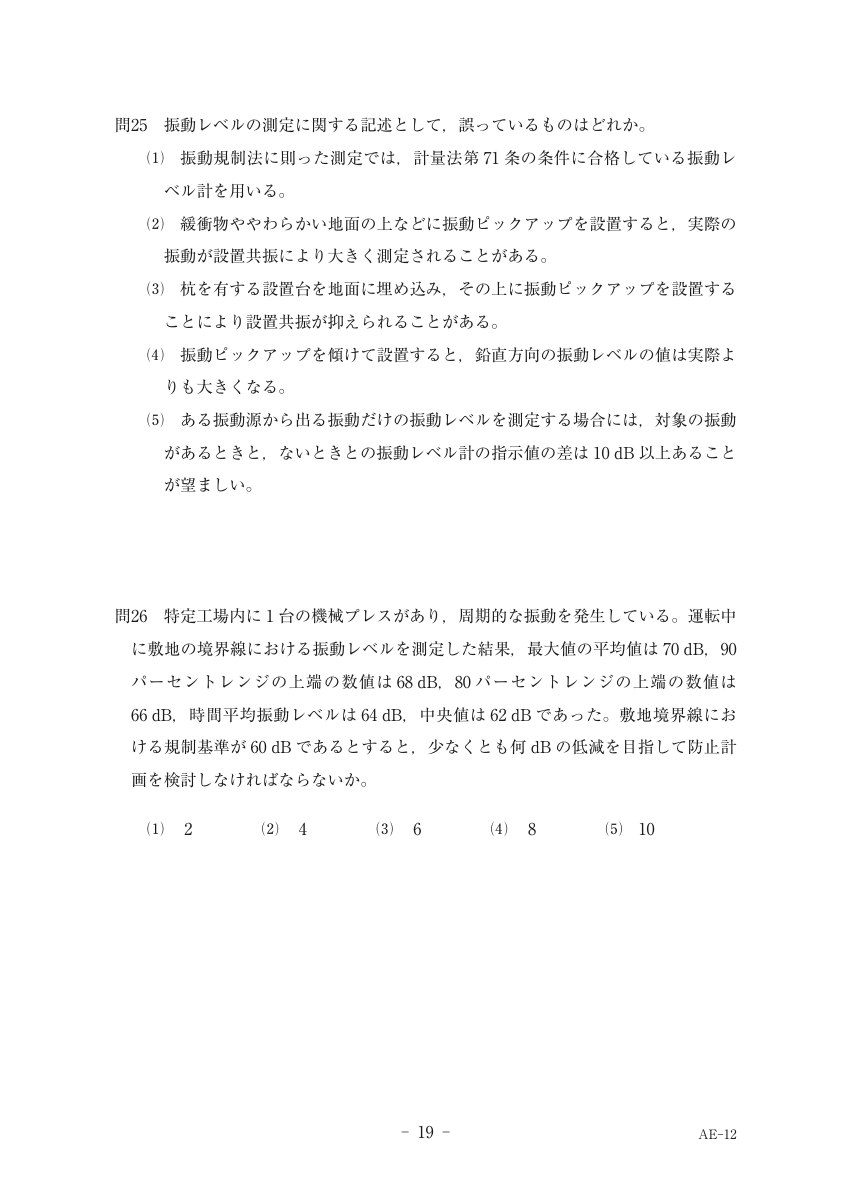 問25　振動レベルの測定に関する記述として，誤っているものはどれか。
⑴　振動規制法に則った測定では，計量法第 71 条の条件に合格している振動レ
ベル計を用いる。
⑵　緩衝物ややわらかい地面の上などに振動ピックアップを設置すると，実際の
振動が設置共振により大きく測定されることがある。
⑶　杭を有する設置台を地面に埋め込み，その上に振動ピックアップを設置する
ことにより設置共振が抑えられることがある。
⑷　振動ピックアップを傾けて設置すると，鉛直方向の振動レベルの値は実際よ
りも大きくなる。
⑸　ある振動源から出る振動だけの振動レベルを測定する場合には，対象の振動
があるときと，ないときとの振動レベル計の指示値の差は 10 dB 以上あること
が望ましい。
問26　特定工場内に 1 台の機械プレスがあり，周期的な振動を発生している。運転中
に敷地の境界線における振動レベルを測定した結果，最大値の平均値は 70 dB，90
パーセントレンジの上端の数値は 68 dB，80 パーセントレンジの上端の数値は
66 dB，時間平均振動レベルは 64 dB，中央値は 62 dB であった。敷地境界線にお
ける規制基準が 60 dB であるとすると，少なくとも何 dB の低減を目指して防止計
画を検討しなければならないか。
⑴　2　⑵　4　⑶　6　⑷　8　⑸　10
－ 19 －
AE−12